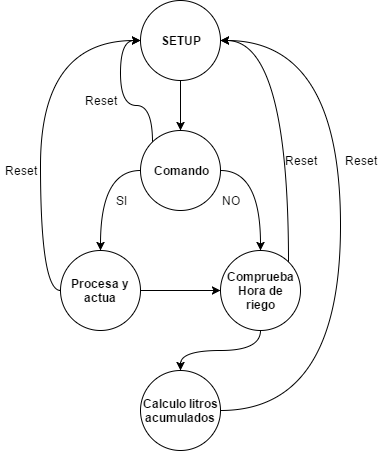 SETUP
Reset
Comando
Reset
Reset
Reset
SI
NO
Procesa y
actua
Comprueba
Hora de
riego
Calculo litros
acumulados